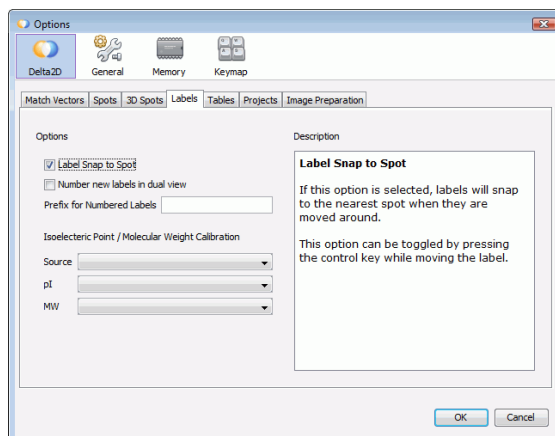 Options
Delta2D
General
Memory
Keymap
Match Vectors
Spots
3D Spots
Labels
Tables
Projects
Image Preparation
Options
Label Snap to Spot
Number new labels in dual view
Prefix for Numbered Labels
Isoelectric Point / Molecular Weight Calibration
Source
pI
MW
Description
Label Snap to Spot
If this option is selected, labels will snap
to the nearest spot when they are
moved around.
This option can be toggled by pressing
the control key while moving the label.
OK
Cancel